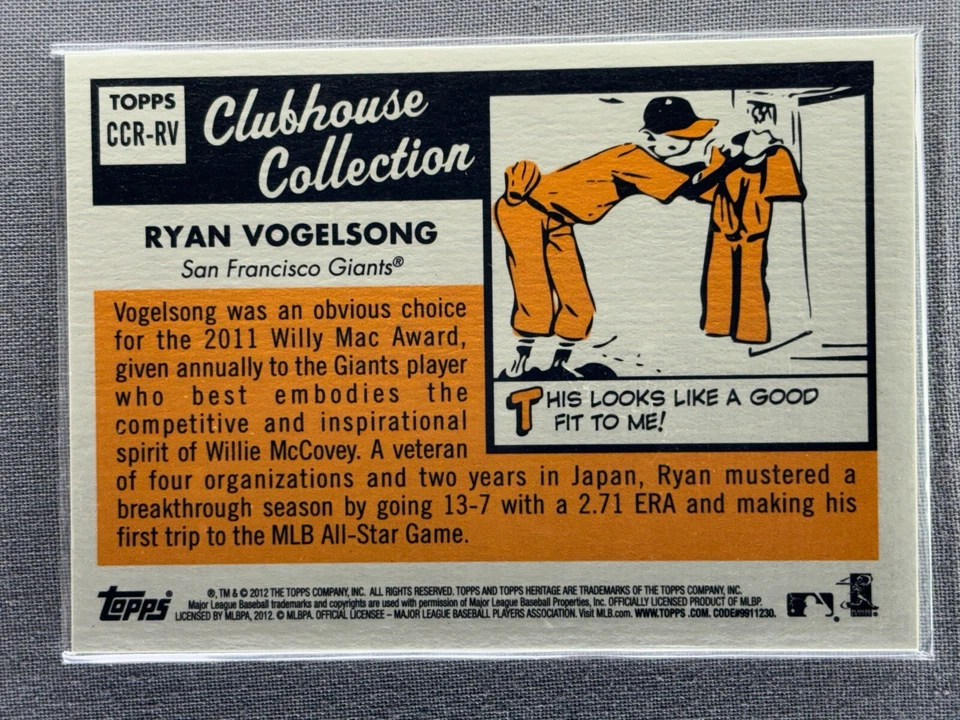 TOPPS
CCR-RV
Clubhouse
Collection
RYAN VOGELSONG
San Francisco Giants®
Vogelsong was an obvious choice
for the 2011 Willy Mac Award,
given annually to the Giants player
who best embodies the
competitive and inspirational
spirit of Willie McCovey. A veteran
of four organizations and two years in Japan, Ryan mustered a
breakthrough season by going 13-7 with a 2.71 ERA and making his
first trip to the MLB All-Star Game.
THIS LOOKS LIKE A GOOD
FIT TO ME!
topps
®, TM & © 2012 THE TOPPS COMPANY, INC. ALL RIGHTS RESERVED. TOPPS AND TOPPS HERITAGE ARE TRADEMARKS OF THE TOPPS COMPANY, INC.
Major League Baseball trademarks and copyrights are used with permission of Major League Baseball Properties, Inc. OFFICIALLY LICENSED PRODUCT OF MLBP.
LICENSED BY MLBPA, 2012. © MLBPA. OFFICIAL LICENSEE – MAJOR LEAGUE BASEBALL PLAYERS ASSOCIATION. Visit MLB.com. WWW.TOPPS .COM. CODE#9911230.